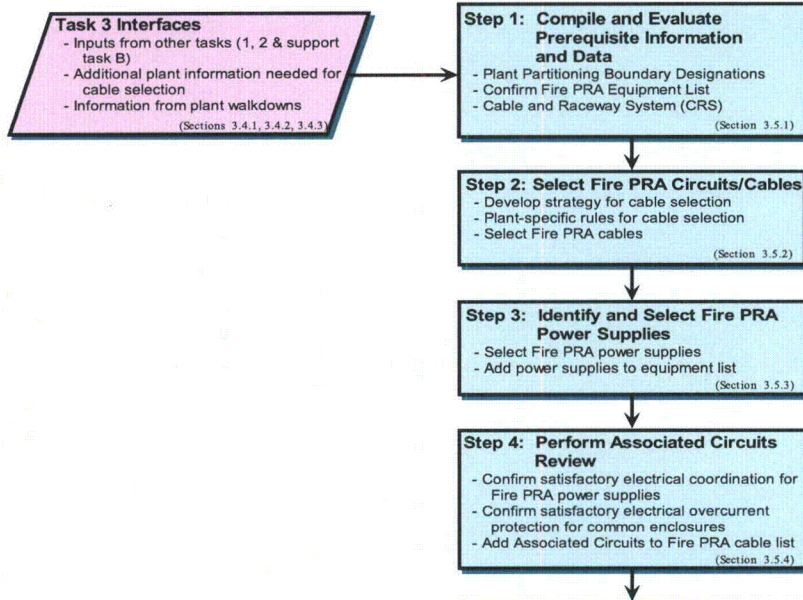 Task 3 Interfaces
- Inputs from other tasks (1, 2 & support
task B)
- Additional plant information needed for
cable selection
- Information from plant walkdowns
(Sections 3.4.1, 3.4.2, 3.4.3)
Step 1: Compile and Evaluate
Prerequisite Information
and Data
- Plant Partitioning Boundary Designations
- Confirm Fire PRA Equipment List
- Cable and Raceway System (CRS)
(Section 3.5.1)
Step 2: Select Fire PRA Circuits/Cables
- Develop strategy for cable selection
- Plant-specific rules for cable selection
- Select Fire PRA cables
(Section 3.5.2)
Step 3: Identify and Select Fire PRA
Power Supplies
- Select Fire PRA power supplies
- Add power supplies to equipment list
(Section 3.5.3)
Step 4: Perform Associated Circuits
Review
- Confirm satisfactory electrical coordination for
Fire PRA power supplies
- Confirm satisfactory electrical overcurrent
protection for common enclosures
- Add Associated Circuits to Fire PRA cable list
(Section 3.5.4)